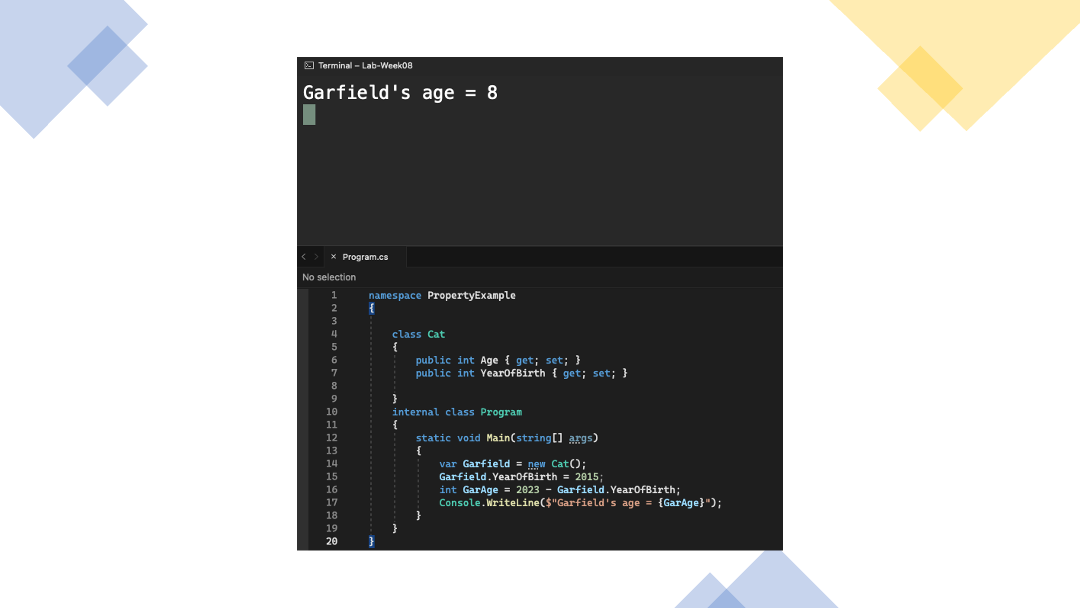 Terminal – Lab-Week08
Garfield's age = 8
Program.cs
No selection
1 namespace PropertyExample
2 {
3
4 class Cat
5 {
6 public int Age { get; set; }
7 public int YearOfBirth { get; set; }
8
9 }
10 internal class Program
11 {
12 static void Main(string[] args)
13 {
14 var Garfield = new Cat();
15 Garfield.YearOfBirth = 2015;
16 int GarAge = 2023 - Garfield.YearOfBirth;
17 Console.WriteLine($"Garfield's age = {GarAge}");
18 }
19 }
20 }